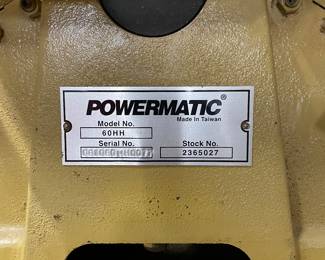 POWERMATIC®
Made in Taiwan
Model No.
60HH
Serial No. Stock No.
2365027